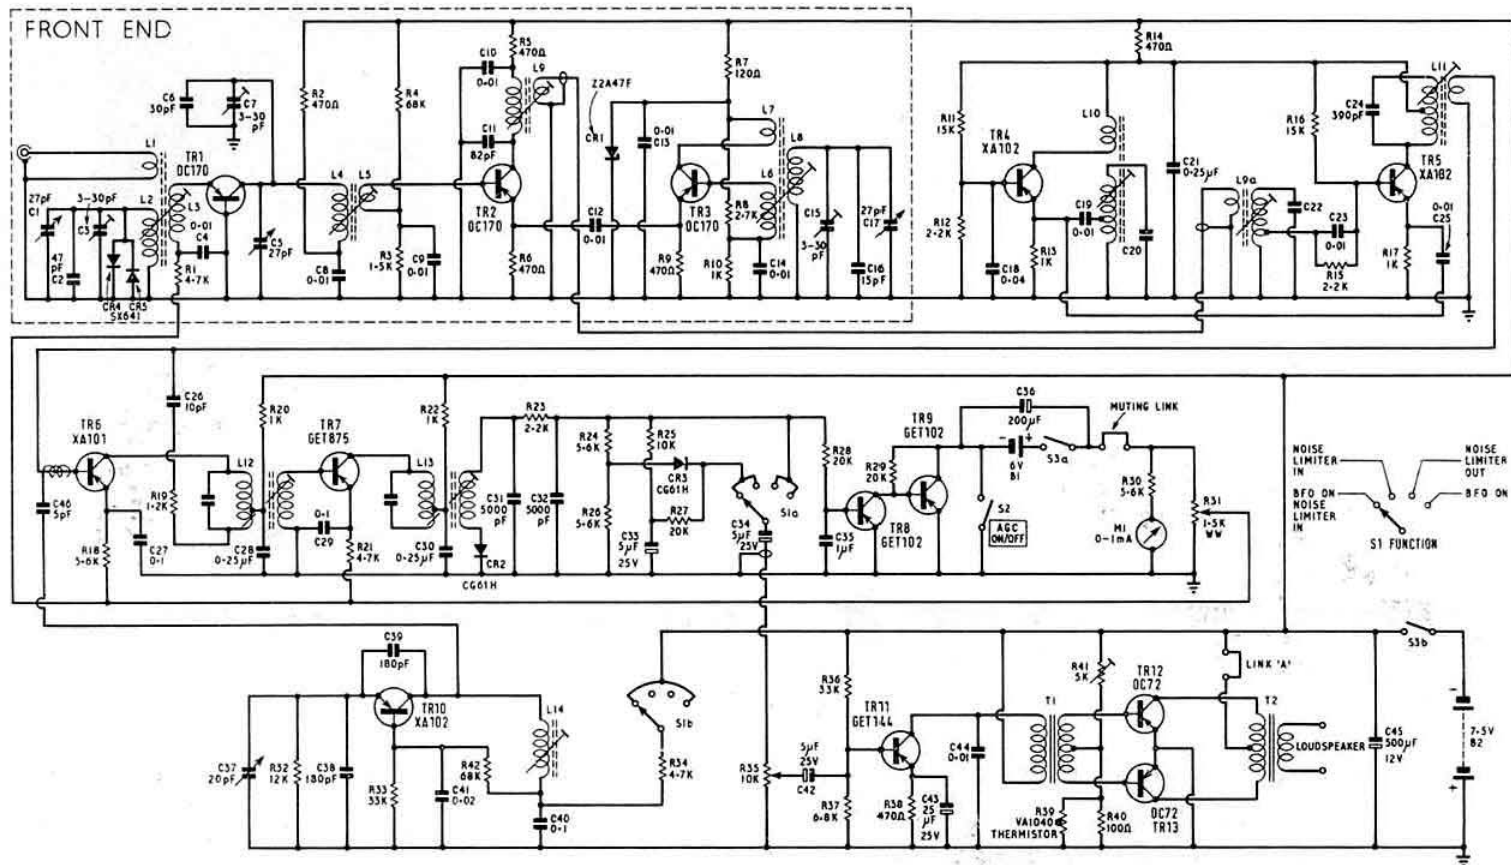 FRONT END
L1
27pF
C1
3-30pF
C3
L2
47
pF
C2
CR4
CR5
SX641
C6
30pF
C7
3-30
pF
TR1
OC170
L3
0-01
C4
R1
4-7K
C5
27pF
R2
470Ω
L4
L5
C8
0-01
R4
68K
R3
1-5K
C9
0-01
C10
0-01
R5
470Ω
L9
C11
82pF
TR2
OC170
R6
470Ω
C12
0-01
Z2A47F
CR1
0-01
C13
R7
120Ω
TR3
OC170
R9
470Ω
L7
L6
R8
2-7K
R10
1K
C14
0-01
L8
C15
3-30
pF
27pF
C17
C16
15pF
R14
470Ω
R11
15K
TR4
XA102
R12
2-2K
C18
0-04
R13
1K
C19
0-01
L10
C20
C21
0-25µF
L9a
C22
R16
15K
C23
0-01
R15
2-2K
C24
390pF
L11
TR5
XA102
R17
1K
0-01
C25
TR6
XA101
C46
5pF
R18
5-6K
C26
10pF
R19
1-2K
C27
0-1
L12
C28
0-25µF
R20
1K
TR7
GET875
0-1
C29
R21
4-7K
L13
R22
1K
C30
0-25µF
CR2
CG61H
R23
2-2K
C31
5000
pF
C32
5000
pF
R24
5-6K
R26
5-6K
R25
10K
CR3
CG61H
R27
20K
C33
5µF
25V
C34
5µF
25V
S1a
R28
20K
C35
1µF
R29
20K
TR8
GET102
TR9
GET102
C36
200µF
- +
6V
B1
S3a
S2
AGC
ON/OFF
MUTING LINK
R30
5-6K
M1
0-1mA
R31
1-5K
WW
NOISE
LIMITER
IN
NOISE
LIMITER
OUT
BFO ON
NOISE
LIMITER
IN
BFO ON
S1 FUNCTION
C37
20pF
R32
12K
C38
180pF
C39
180pF
TR10
XA102
R33
33K
C41
0-02
R42
68K
L14
C40
0-1
S1b
R34
4-7K
R35
10K
5µF
25V
C42
R36
33K
R37
6-8K
TR11
GET144
R38
470Ω
C43
25
µF
25V
C44
0-01
T1
R41
5K
R39
VA1040
THERMISTOR
R40
100Ω
TR12
OC72
OC72
TR13
LINK 'A'
T2
LOUDSPEAKER
C45
500µF
12V
S3b
-
7-5V
B2
+